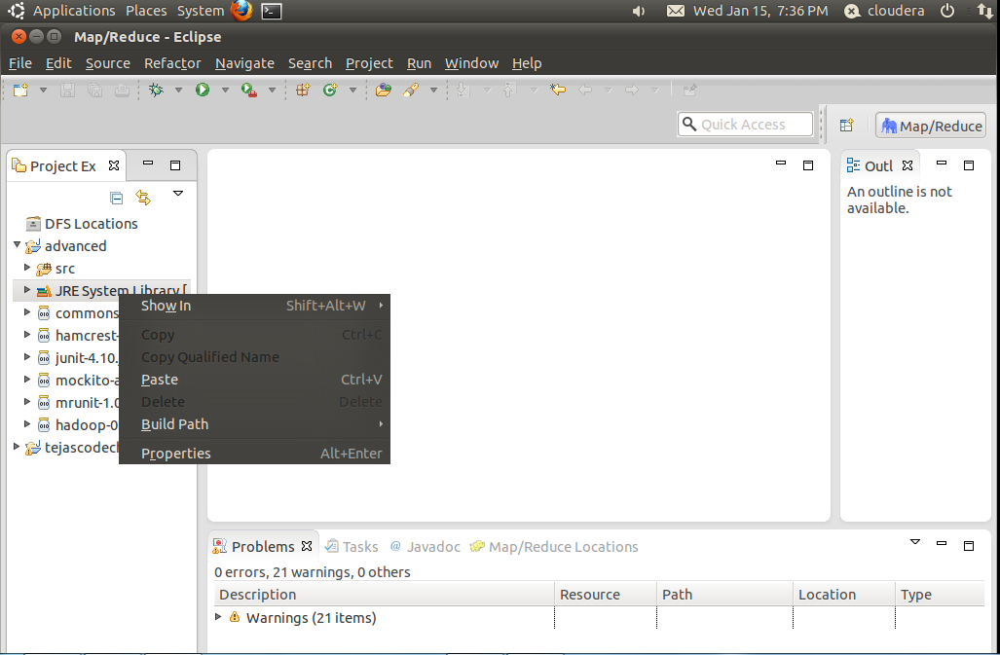 Applications Places System Wed Jan 15, 7:36 PM cloudera
Map/Reduce - Eclipse
File Edit Source Refactor Navigate Search Project Run Window Help
Quick Access Map/Reduce
Project Ex
Outl
An outline is not
available.
DFS Locations
advanced
src
JRE System Library [
commons
hamcrest-
junit-4.10.
mockito-a
mrunit-1.0
hadoop-0
tejascodec
Show In Shift+Alt+W
Copy Ctrl+C
Copy Qualified Name
Paste Ctrl+V
Delete Delete
Build Path
Properties Alt+Enter
Problems Tasks @ Javadoc Map/Reduce Locations
0 errors, 21 warnings, 0 others
Description Resource Path Location Type
Warnings (21 items)